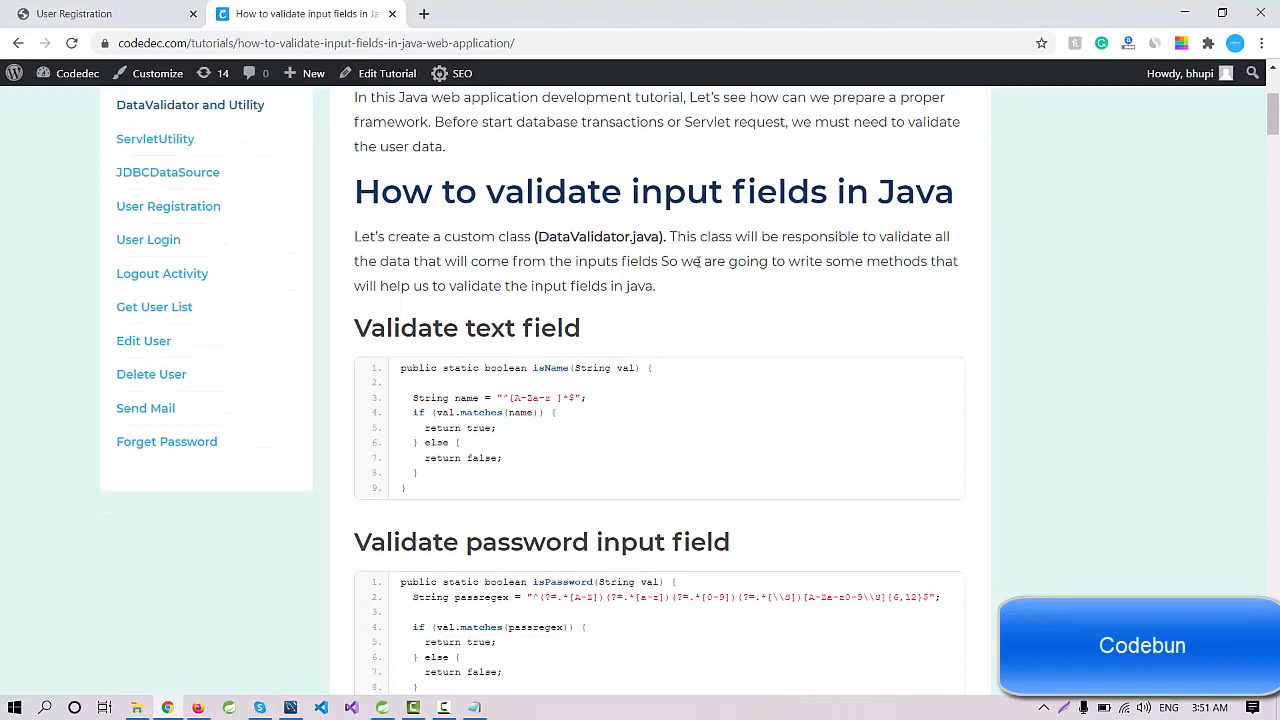 User Registration
How to validate input fields in Ja
codedec.com/tutorials/how-to-validate-input-fields-in-java-web-application/
Codedec
Customize
14
0
New
Edit Tutorial
SEO
Howdy, bhupi
DataValidator and Utility
ServletUtility
JDBCDataSource
User Registration
User Login
Logout Activity
Get User List
Edit User
Delete User
Send Mail
Forget Password
In this Java web application development tutorial, Let's see how can we prepare a proper
framework. Before start database transactions or Servlet request, we must need to validate
the user data.
How to validate input fields in Java
Let's create a custom class (DataValidator.java). This class will be responsible to validate all
the data that will come from the inputs fields So we are going to write some methods that
will help us to validate the input fields in java.
Validate text field
1. public static boolean isName(String val) {
2.
3. String name = "^[A-Za-z ]*$";
4. if (val.matches(name)) {
5. return true;
6. } else {
7. return false;
8. }
9. }
Validate password input field
1. public static boolean isPassword(String val) {
2. String passregex = "^(?=.*[A-Z])(?=.*[a-z])(?=.*[0-9])(?=.*[\\S])[A-Za-z0-9\\S]{6,12}$";
3.
4. if (val.matches(passregex)) {
5. return true;
6. } else {
7. return false;
8. }
Codebun
ENG
3:51 AM